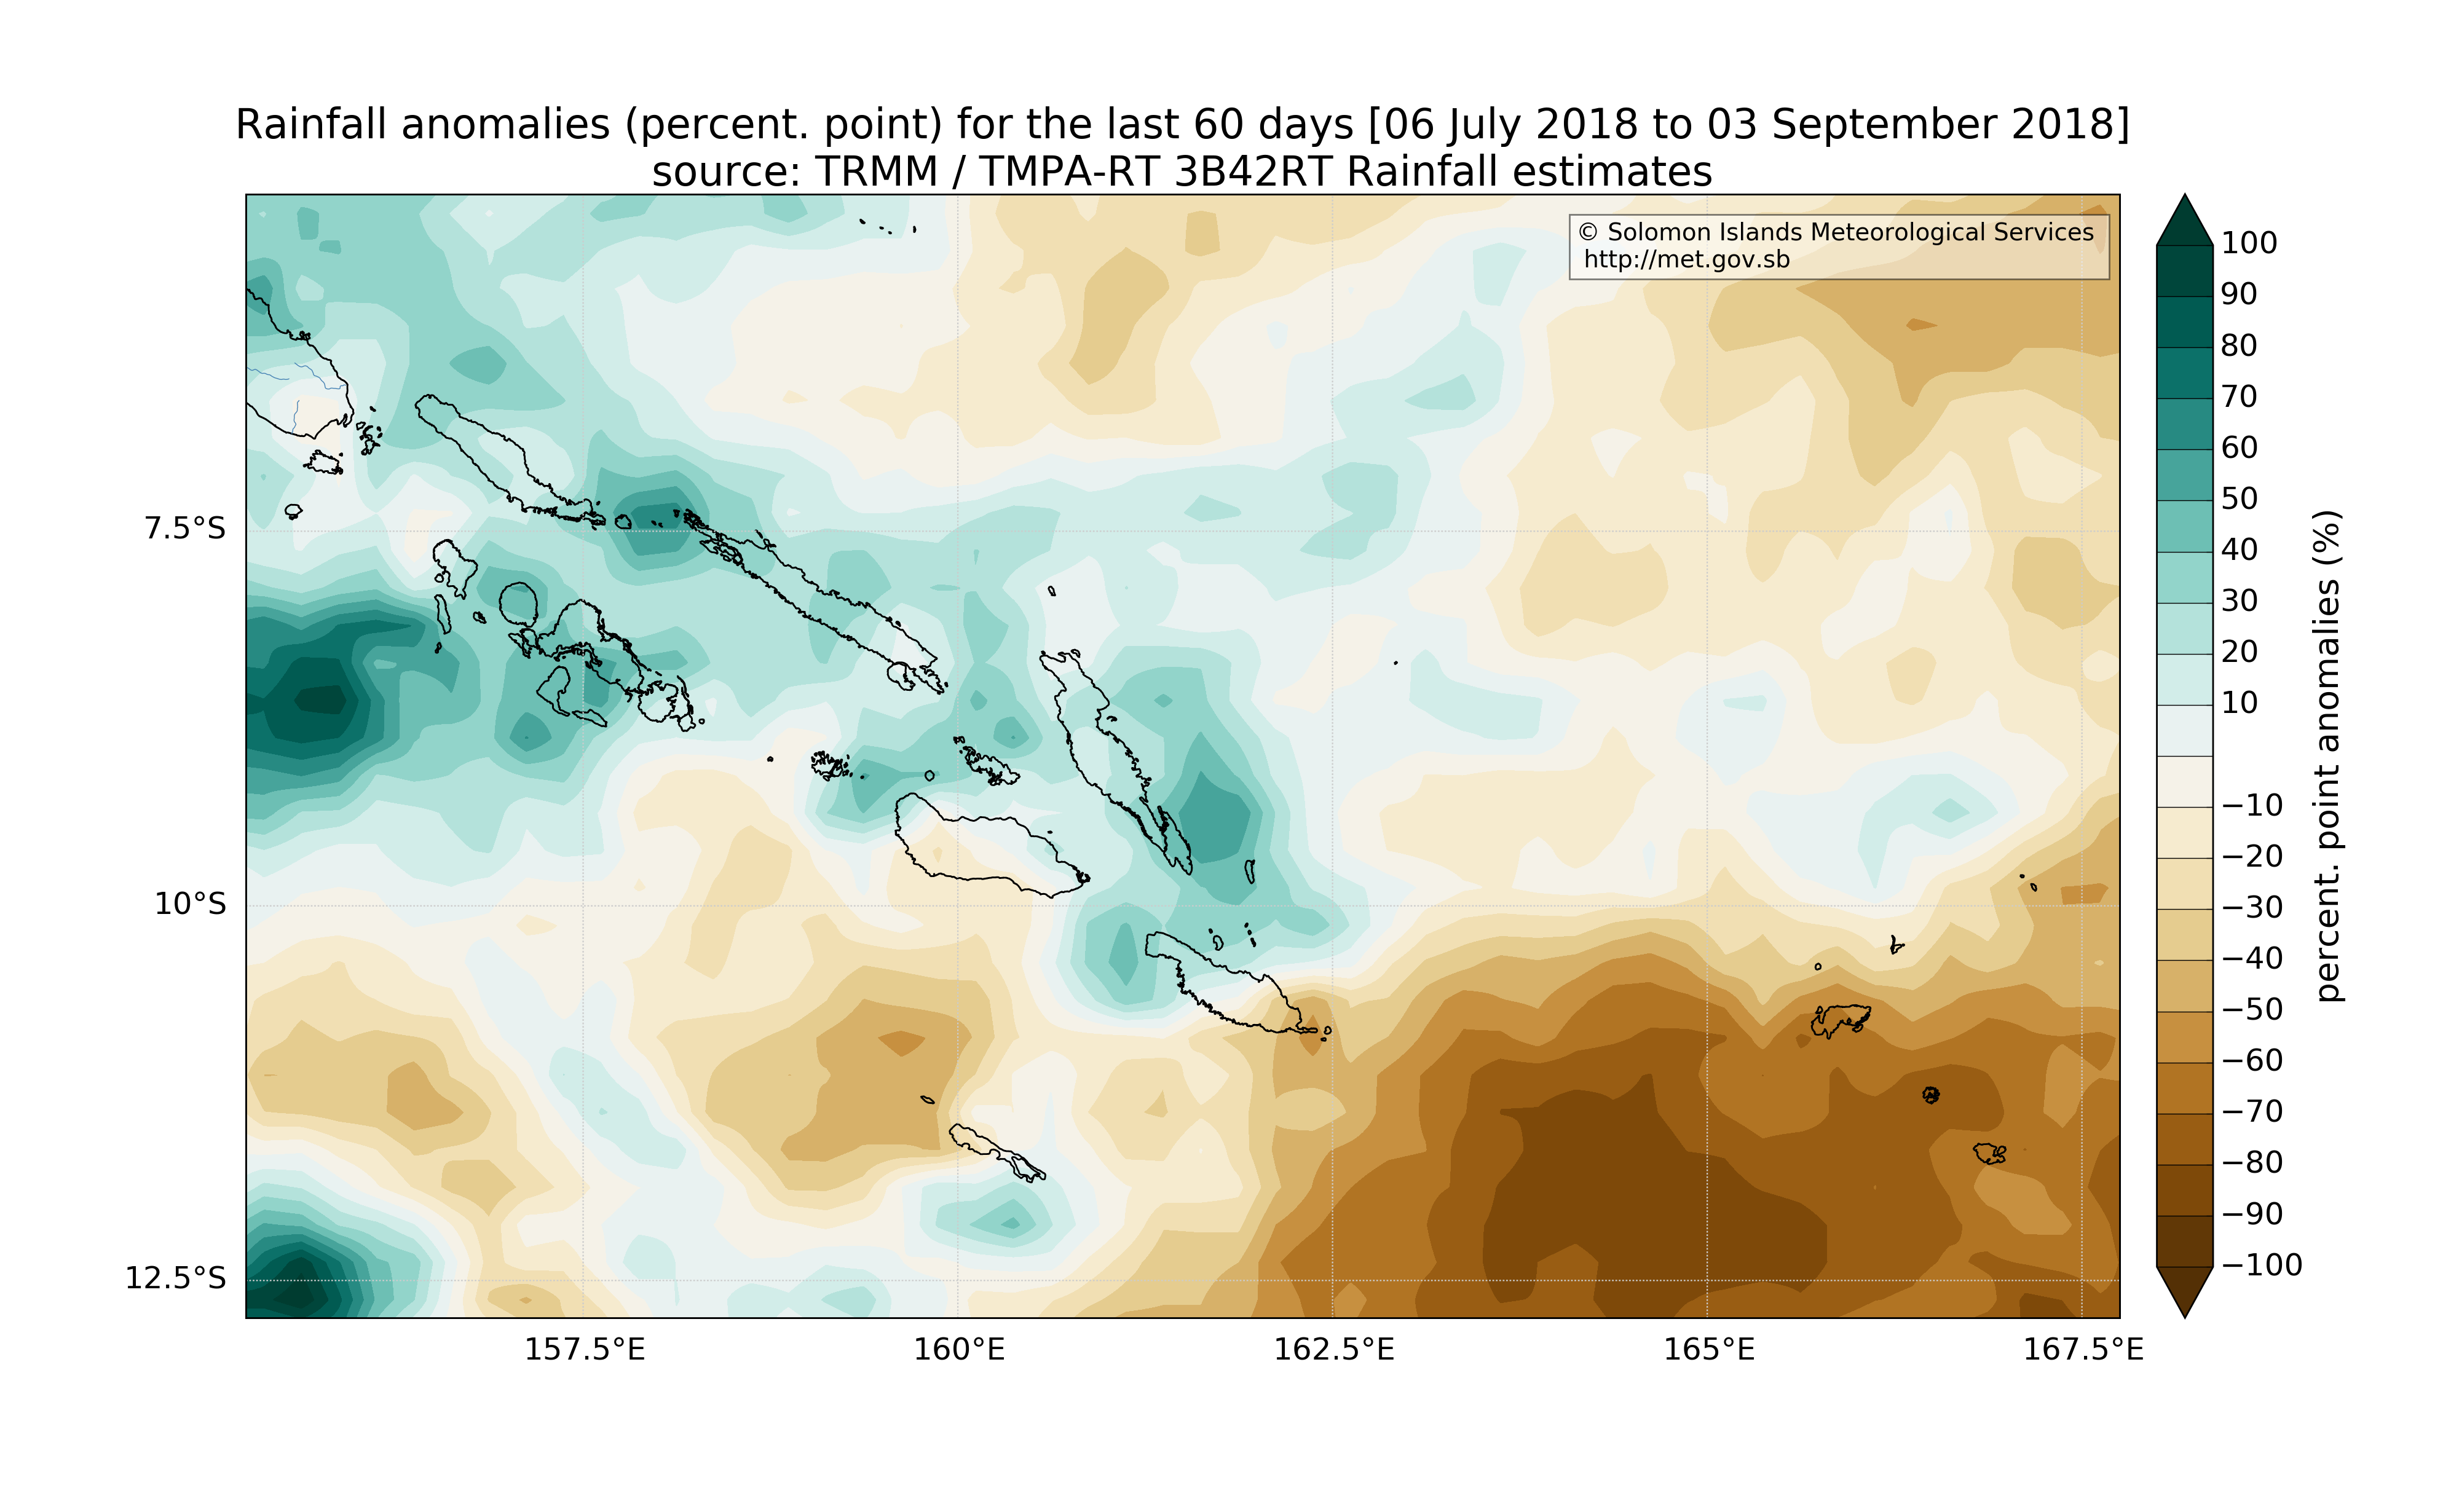 Rainfall anomalies (percent. point) for the last 60 days [06 July 2018 to 03 September 2018]
source: TRMM / TMPA-RT 3B42RT Rainfall estimates
© Solomon Islands Meteorological Services
http://met.gov.sb
7.5°S
10°S
12.5°S
157.5°E
160°E
162.5°E
165°E
167.5°E
100
90
80
70
60
50
40
30
20
10
−10
−20
−30
−40
−50
−60
−70
−80
−90
−100
percent. point anomalies (%)